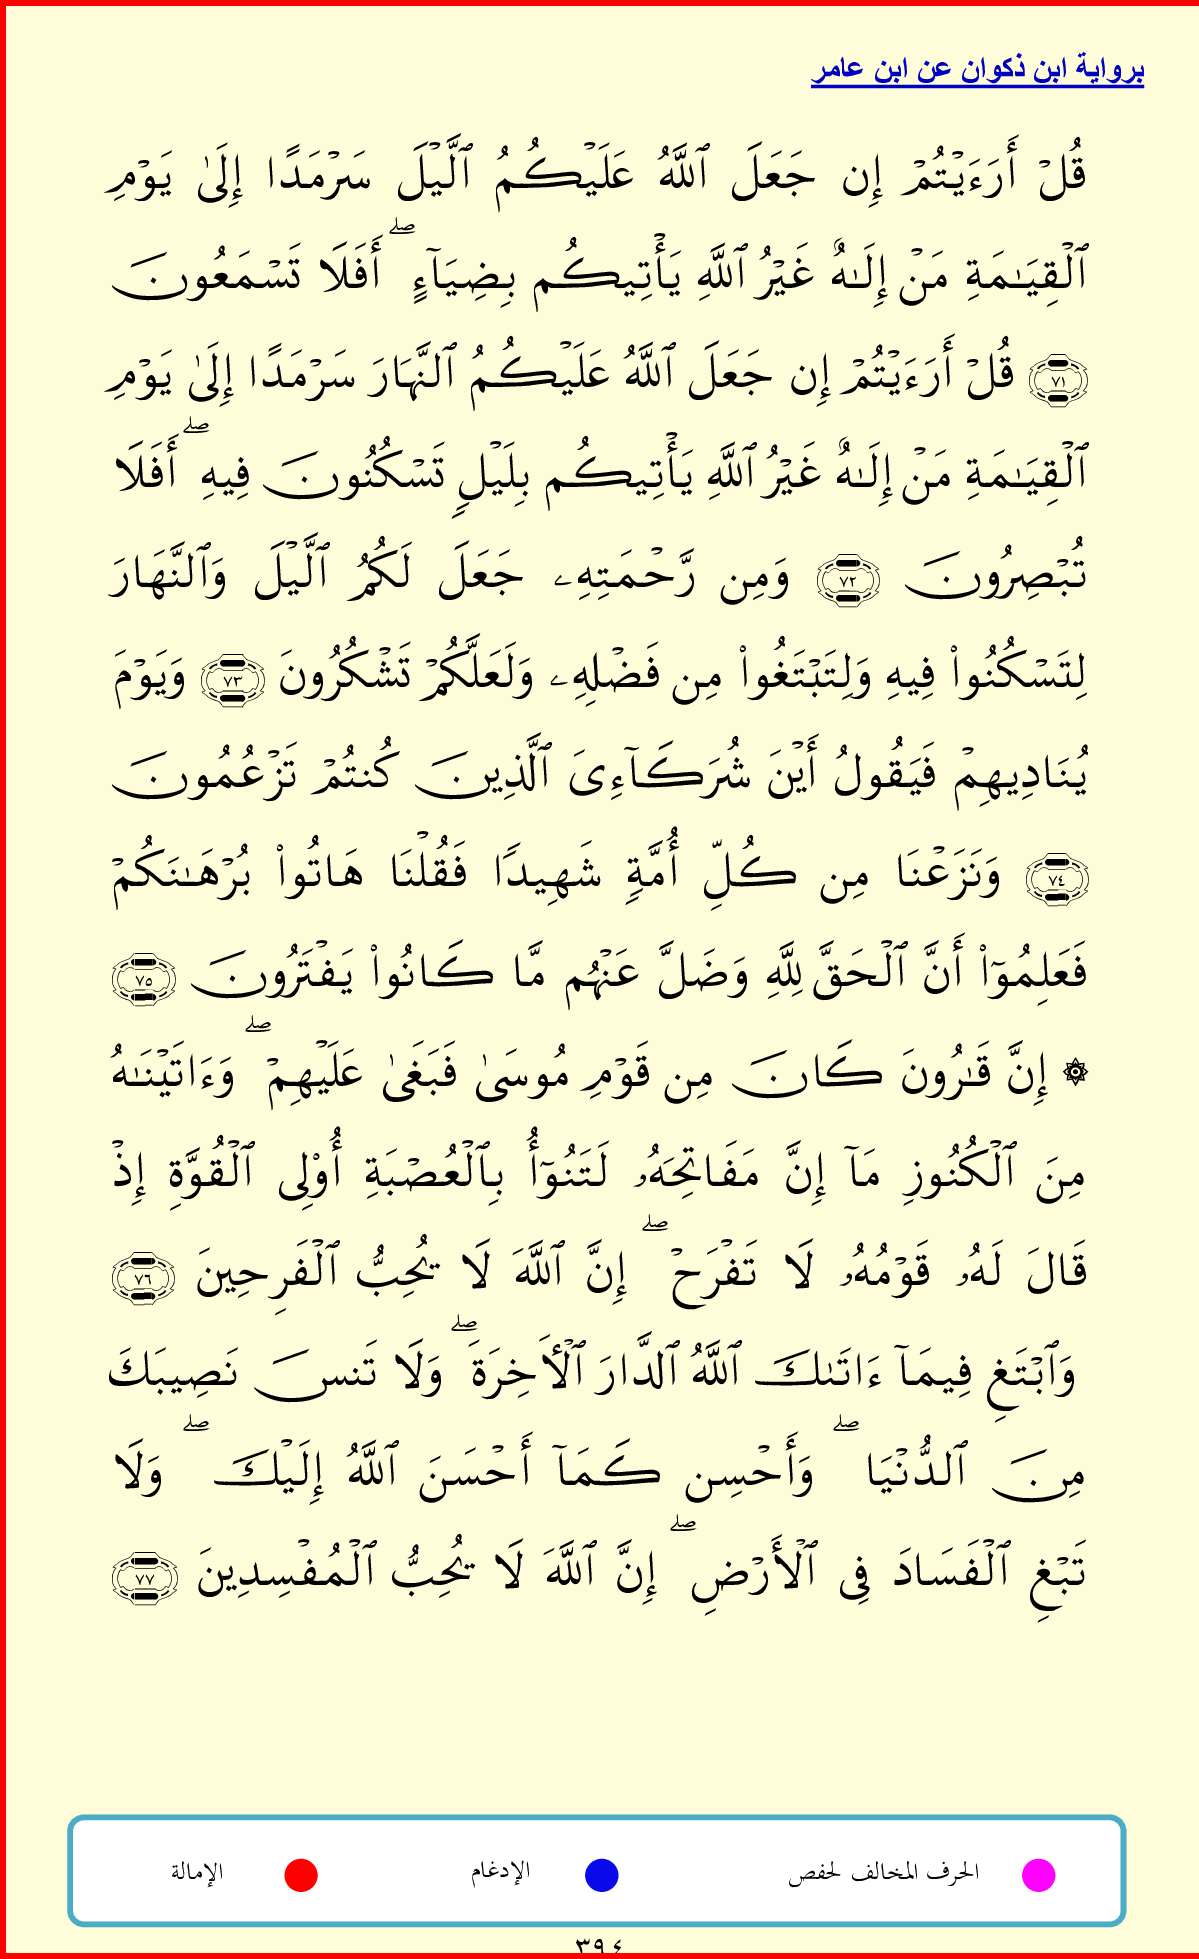 برواية ابن ذكوان عن ابن عامر
قُلْ أَرَءَيْتُمْ إِن جَعَلَ ٱللَّهُ عَلَيْكُمُ ٱلَّيْلَ سَرْمَدًا إِلَىٰ يَوْمِ
ٱلْقِيَـٰمَةِ مَنْ إِلَـٰهٌ غَيْرُ ٱللَّهِ يَأْتِيكُم بِضِيَآءٍ ۖ أَفَلَا تَسْمَعُونَ
٧١ قُلْ أَرَءَيْتُمْ إِن جَعَلَ ٱللَّهُ عَلَيْكُمُ ٱلنَّهَارَ سَرْمَدًا إِلَىٰ يَوْمِ
ٱلْقِيَـٰمَةِ مَنْ إِلَـٰهٌ غَيْرُ ٱللَّهِ يَأْتِيكُم بِلَيْلٍ تَسْكُنُونَ فِيهِ ۖ أَفَلَا
تُبْصِرُونَ ٧٢ وَمِن رَّحْمَتِهِۦ جَعَلَ لَكُمُ ٱلَّيْلَ وَٱلنَّهَارَ
لِتَسْكُنُوا۟ فِيهِ وَلِتَبْتَغُوا۟ مِن فَضْلِهِۦ وَلَعَلَّكُمْ تَشْكُرُونَ ٧٣ وَيَوْمَ
يُنَادِيهِمْ فَيَقُولُ أَيْنَ شُرَكَآءِىَ ٱلَّذِينَ كُنتُمْ تَزْعُمُونَ
٧٤ وَنَزَعْنَا مِن كُلِّ أُمَّةٍ شَهِيدًا فَقُلْنَا هَاتُوا۟ بُرْهَـٰنَكُمْ
فَعَلِمُوٓا۟ أَنَّ ٱلْحَقَّ لِلَّهِ وَضَلَّ عَنْهُم مَّا كَانُوا۟ يَفْتَرُونَ ٧٥
۞ إِنَّ قَـٰرُونَ كَانَ مِن قَوْمِ مُوسَىٰ فَبَغَىٰ عَلَيْهِمْ ۖ وَءَاتَيْنَـٰهُ
مِنَ ٱلْكُنُوزِ مَآ إِنَّ مَفَاتِحَهُۥ لَتَنُوٓأُ بِٱلْعُصْبَةِ أُو۟لِى ٱلْقُوَّةِ إِذْ
قَالَ لَهُۥ قَوْمُهُۥ لَا تَفْرَحْ ۖ إِنَّ ٱللَّهَ لَا يُحِبُّ ٱلْفَرِحِينَ ٧٦
وَٱبْتَغِ فِيمَآ ءَاتَىٰكَ ٱللَّهُ ٱلدَّارَ ٱلْأَخِرَةَ ۖ وَلَا تَنسَ نَصِيبَكَ
مِنَ ٱلدُّنْيَا ۖ وَأَحْسِن كَمَآ أَحْسَنَ ٱللَّهُ إِلَيْكَ ۖ وَلَا
تَبْغِ ٱلْفَسَادَ فِى ٱلْأَرْضِ ۖ إِنَّ ٱللَّهَ لَا يُحِبُّ ٱلْمُفْسِدِينَ ٧٧
الحرف المخالف لحفص الإدغام الإمالة
٣٩٤